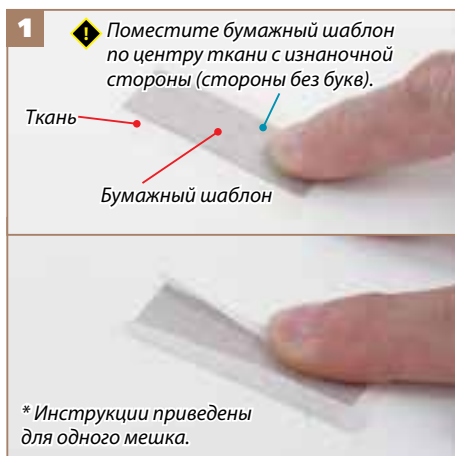 1
! Поместите бумажный шаблон
по центру ткани с изнаночной
стороны (стороны без букв).
Ткань
Бумажный шаблон
* Инструкции приведены
для одного мешка.